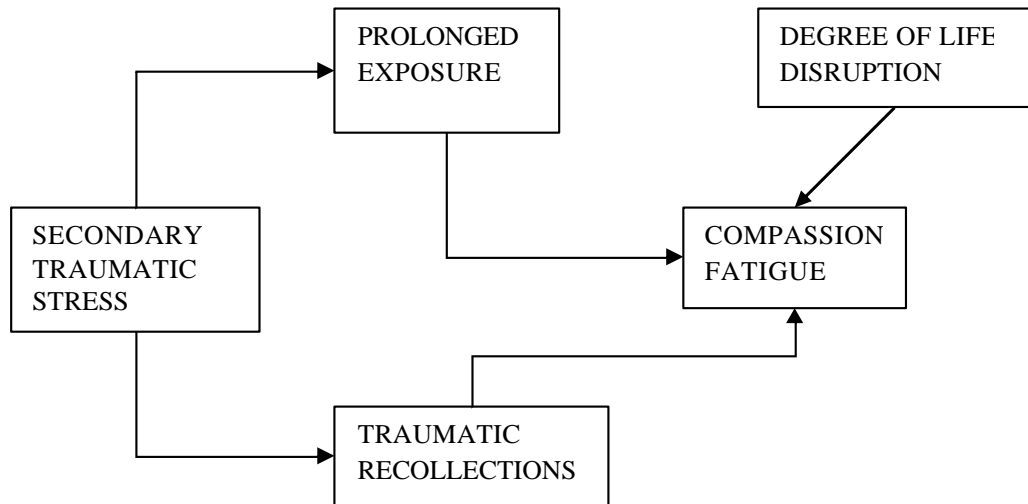 PROLONGED
EXPOSURE
DEGREE OF LIFE
DISRUPTION
SECONDARY
TRAUMATIC
STRESS
COMPASSION
FATIGUE
TRAUMATIC
RECOLLECTIONS